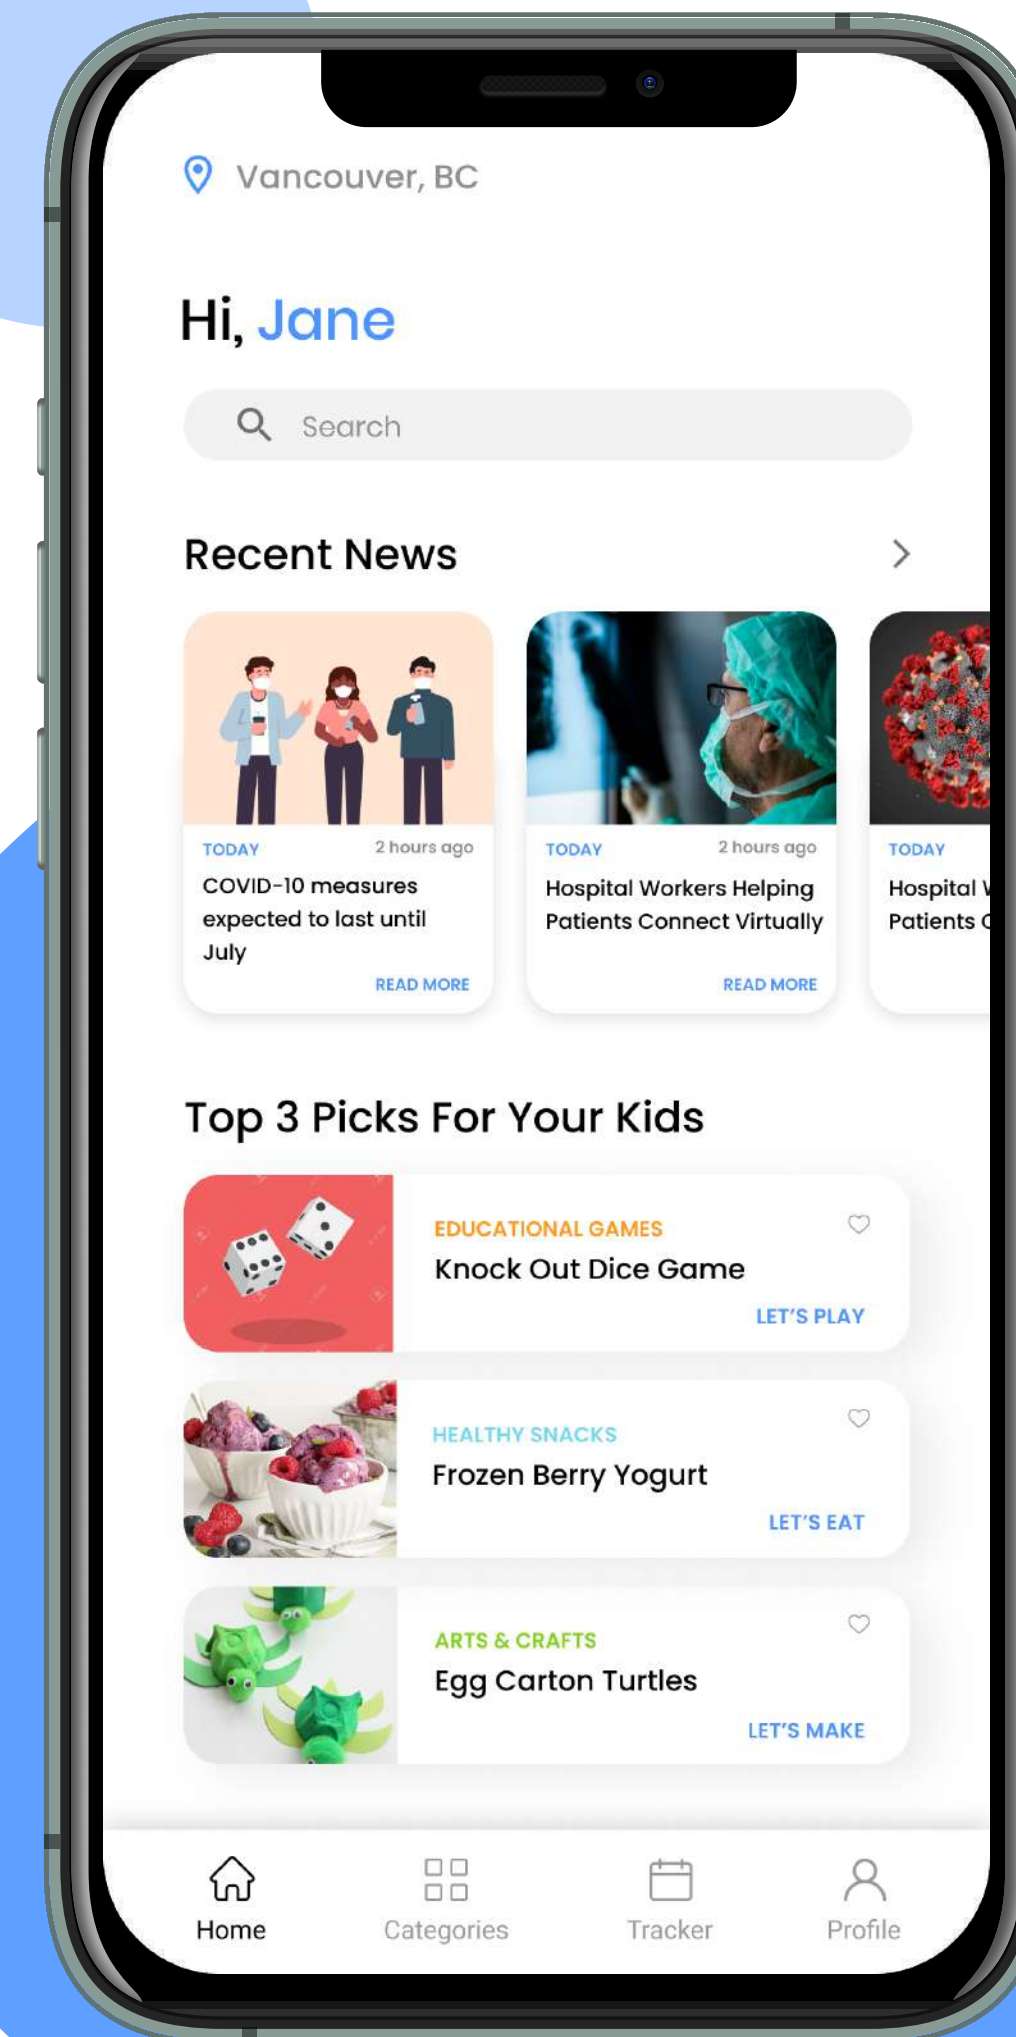 Vancouver, BC
Hi, Jane
Search
Recent News
TODAY 2 hours ago
COVID-10 measures
expected to last until
July
READ MORE
TODAY 2 hours ago
Hospital Workers Helping
Patients Connect Virtually
READ MORE
TODAY
Hospital
Patients
Top 3 Picks For Your Kids
EDUCATIONAL GAMES
Knock Out Dice Game
LET'S PLAY
HEALTHY SNACKS
Frozen Berry Yogurt
LET'S EAT
ARTS & CRAFTS
Egg Carton Turtles
LET'S MAKE
Home
Categories
Tracker
Profile